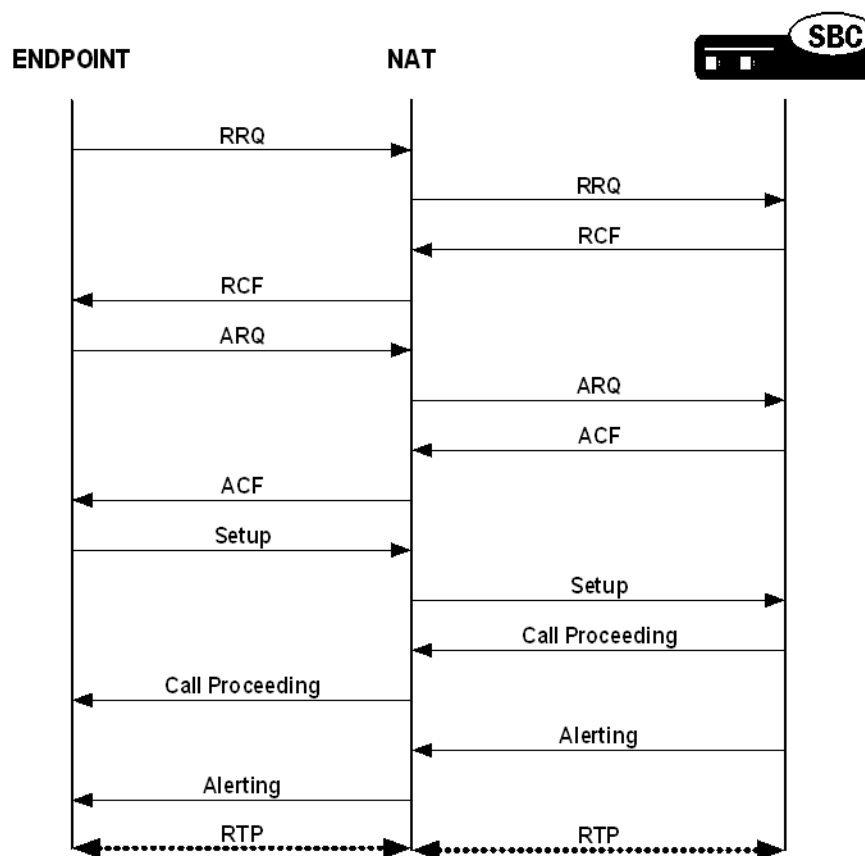 SBC
ENDPOINT NAT
RRQ
RRQ
RCF
RCF
ARQ
ARQ
ACF
ACF
Setup
Setup
Call Proceeding
Call Proceeding
Alerting
Alerting
RTP RTP